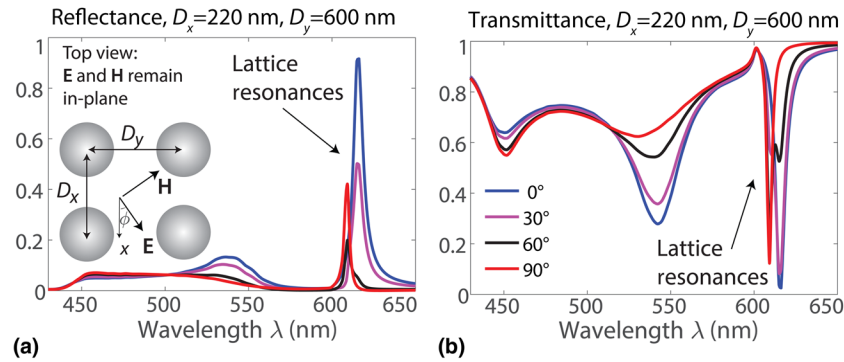 Reflectance, Dx=220 nm, Dy=600 nm
1
0.8
0.6
0.4
0.2
0
Top view:
E and H remain
in-plane
Dy
Dx
H
ϕ
x
E
Lattice
resonances
450
500
550
600
650
Wavelength λ (nm)
(a)
Transmittance, Dx=220 nm, Dy=600 nm
1
0.8
0.6
0.4
0.2
0
0°
30°
60°
90°
Lattice
resonances
450
500
550
600
650
Wavelength λ (nm)
(b)